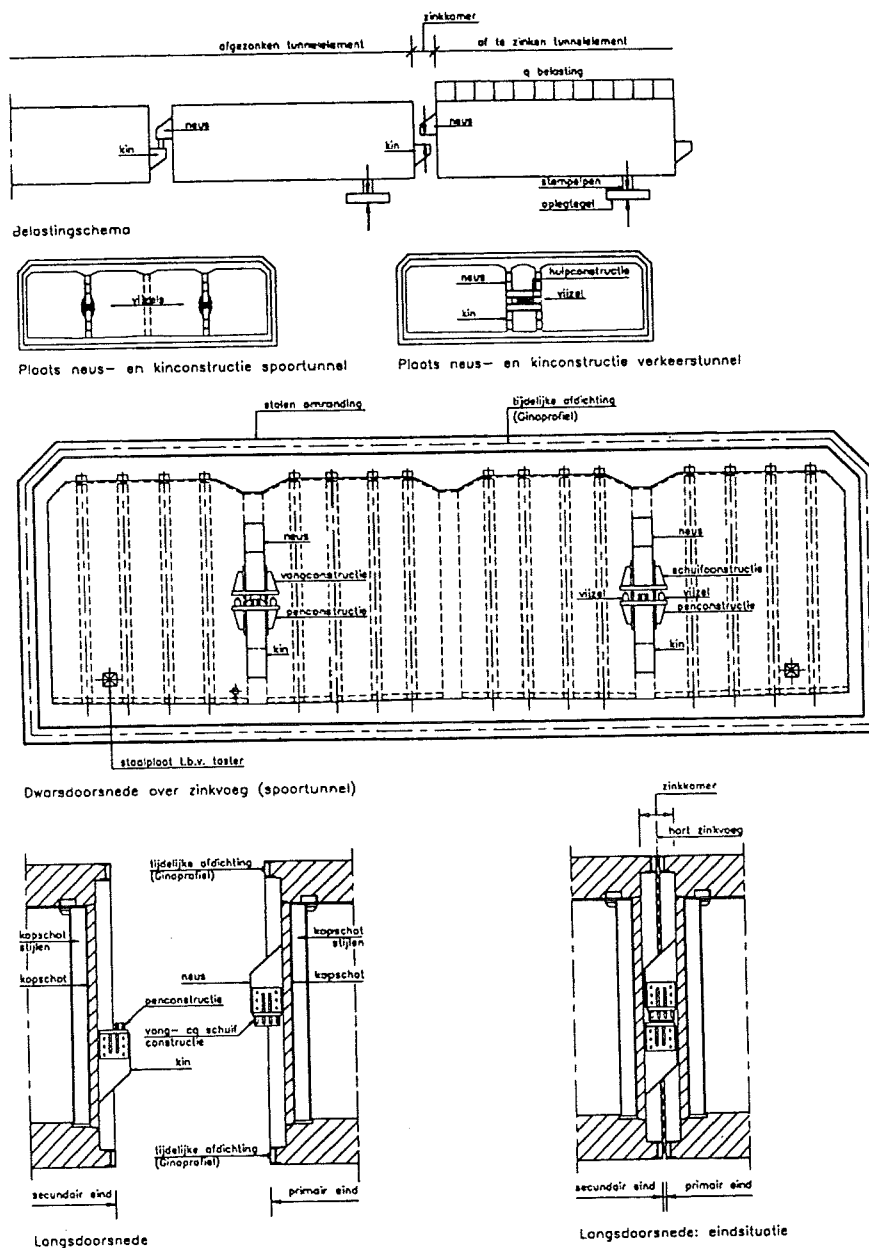 zinkkamer
afgezonken tunnelelement
af te zinken tunnelelement
q belasting
neus
kin
neus
kin
stempelpen
oplegtegel
Belastingschema
vijzels
neus
hulpconstructie
vijzel
kin
Plaats neus- en kinconstructie spoortunnel
Plaats neus- en kinconstructie verkeerstunnel
stalen omranding
tijdelijke afdichting
(Ginaprofiel)
neus
vangconstructie
penconstructie
kin
neus
schuifconstructie
vijzel
vijzel
penconstructie
kin
staalplaat t.b.v. taster
Dwarsdoorsnede over zinkvoeg (spoortunnel)
zinkkamer
hart zinkvoeg
tijdelijke afdichting
(Ginaprofiel)
kopschot
stijlen
kopschot
stijlen
kopschot
neus
kopschot
penconstructie
vang- cq schuif
constructie
kin
tijdelijke afdichting
(Ginaprofiel)
secundair eind
primair eind
secundair eind
primair eind
Langsdoorsnede
Langsdoorsnede: eindsituatie